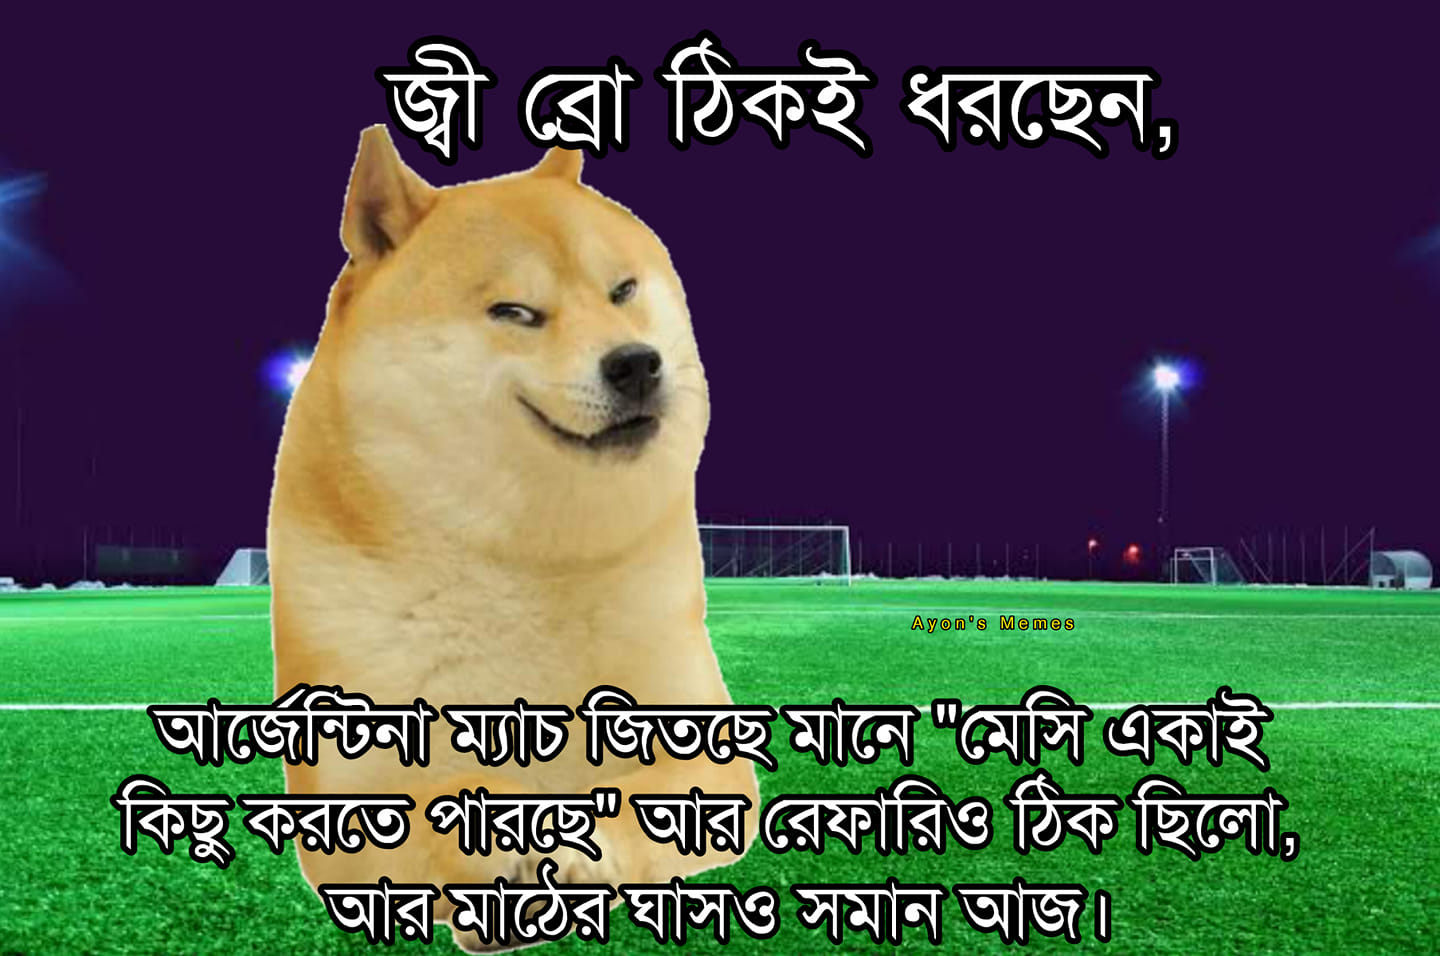 জ্বী ব্রো ঠিকই ধরছেন,
Ayon's Memes
আর্জেন্টিনা ম্যাচ জিতছে মানে "মেসি একাই
কিছু করতে পারছে" আর রেফারিও ঠিক ছিলো,
আর মাঠের ঘাসও সমান আজ।